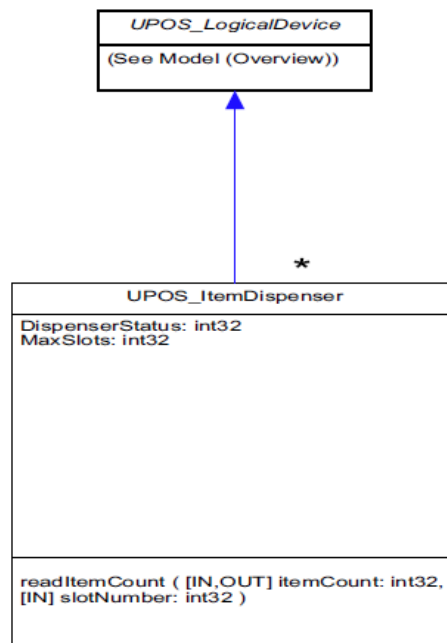 UPOS_LogicalDevice
(See Model (Overview))
*
UPOS_ItemDispenser
DispenserStatus: int32
MaxSlots: int32
readItemCount ( [IN,OUT] itemCount: int32,
[IN] slotNumber: int32 )